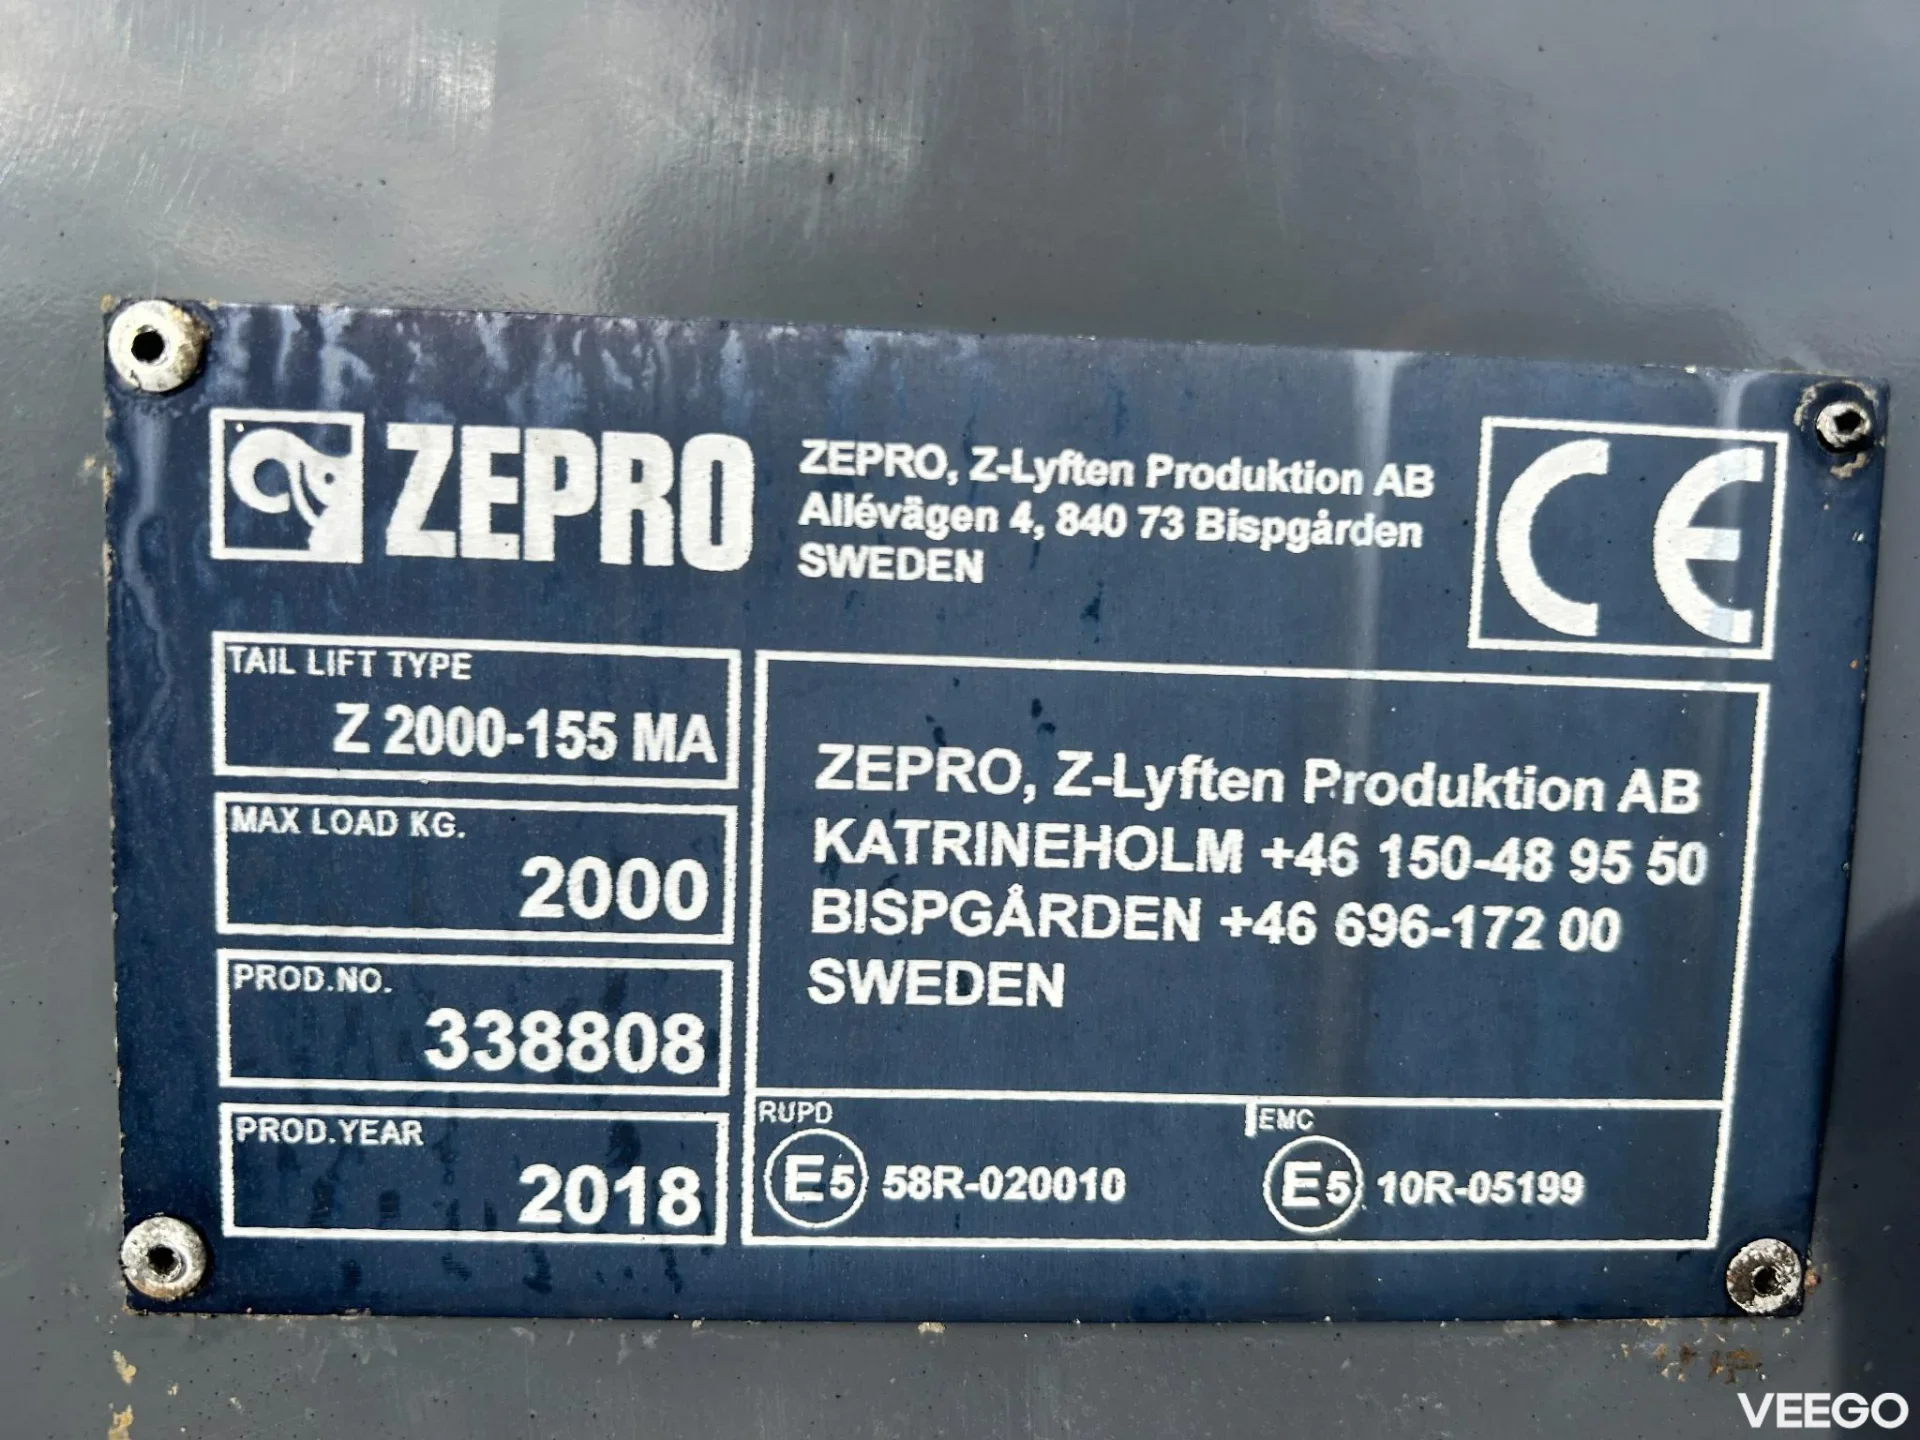 ZEPRO
ZEPRO, Z-Lyften Produktion AB
Allévägen 4, 840 73 Bispgården
SWEDEN
CE
TAIL LIFT TYPE
Z 2000-155 MA
MAX LOAD KG.
2000
PROD.NO.
338808
PROD.YEAR
2018
ZEPRO, Z-Lyften Produktion AB
KATRINEHOLM +46 150-48 95 50
BISPGÅRDEN +46 696-172 00
SWEDEN
RUPD
E5 58R-020010
EMC
E5 10R-05199
VEEGO